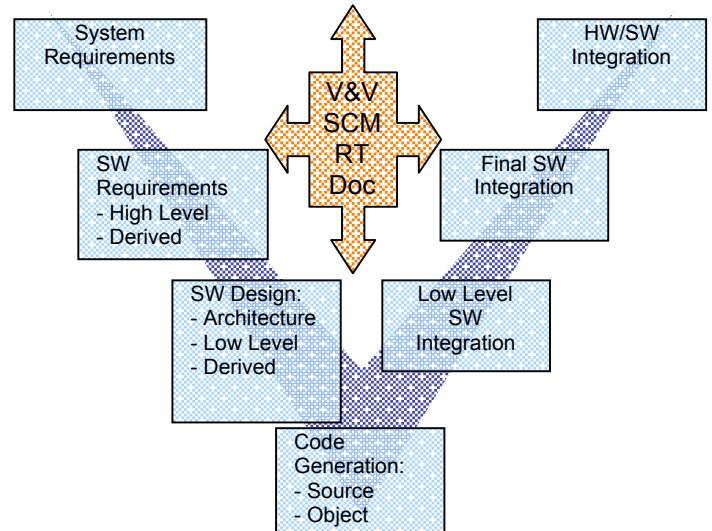 System
Requirements
HW/SW
Integration
V&V
SCM
RT
Doc
SW
Requirements
- High Level
- Derived
Final SW
Integration
SW Design:
- Architecture
- Low Level
- Derived
Low Level
SW
Integration
Code
Generation:
- Source
- Object